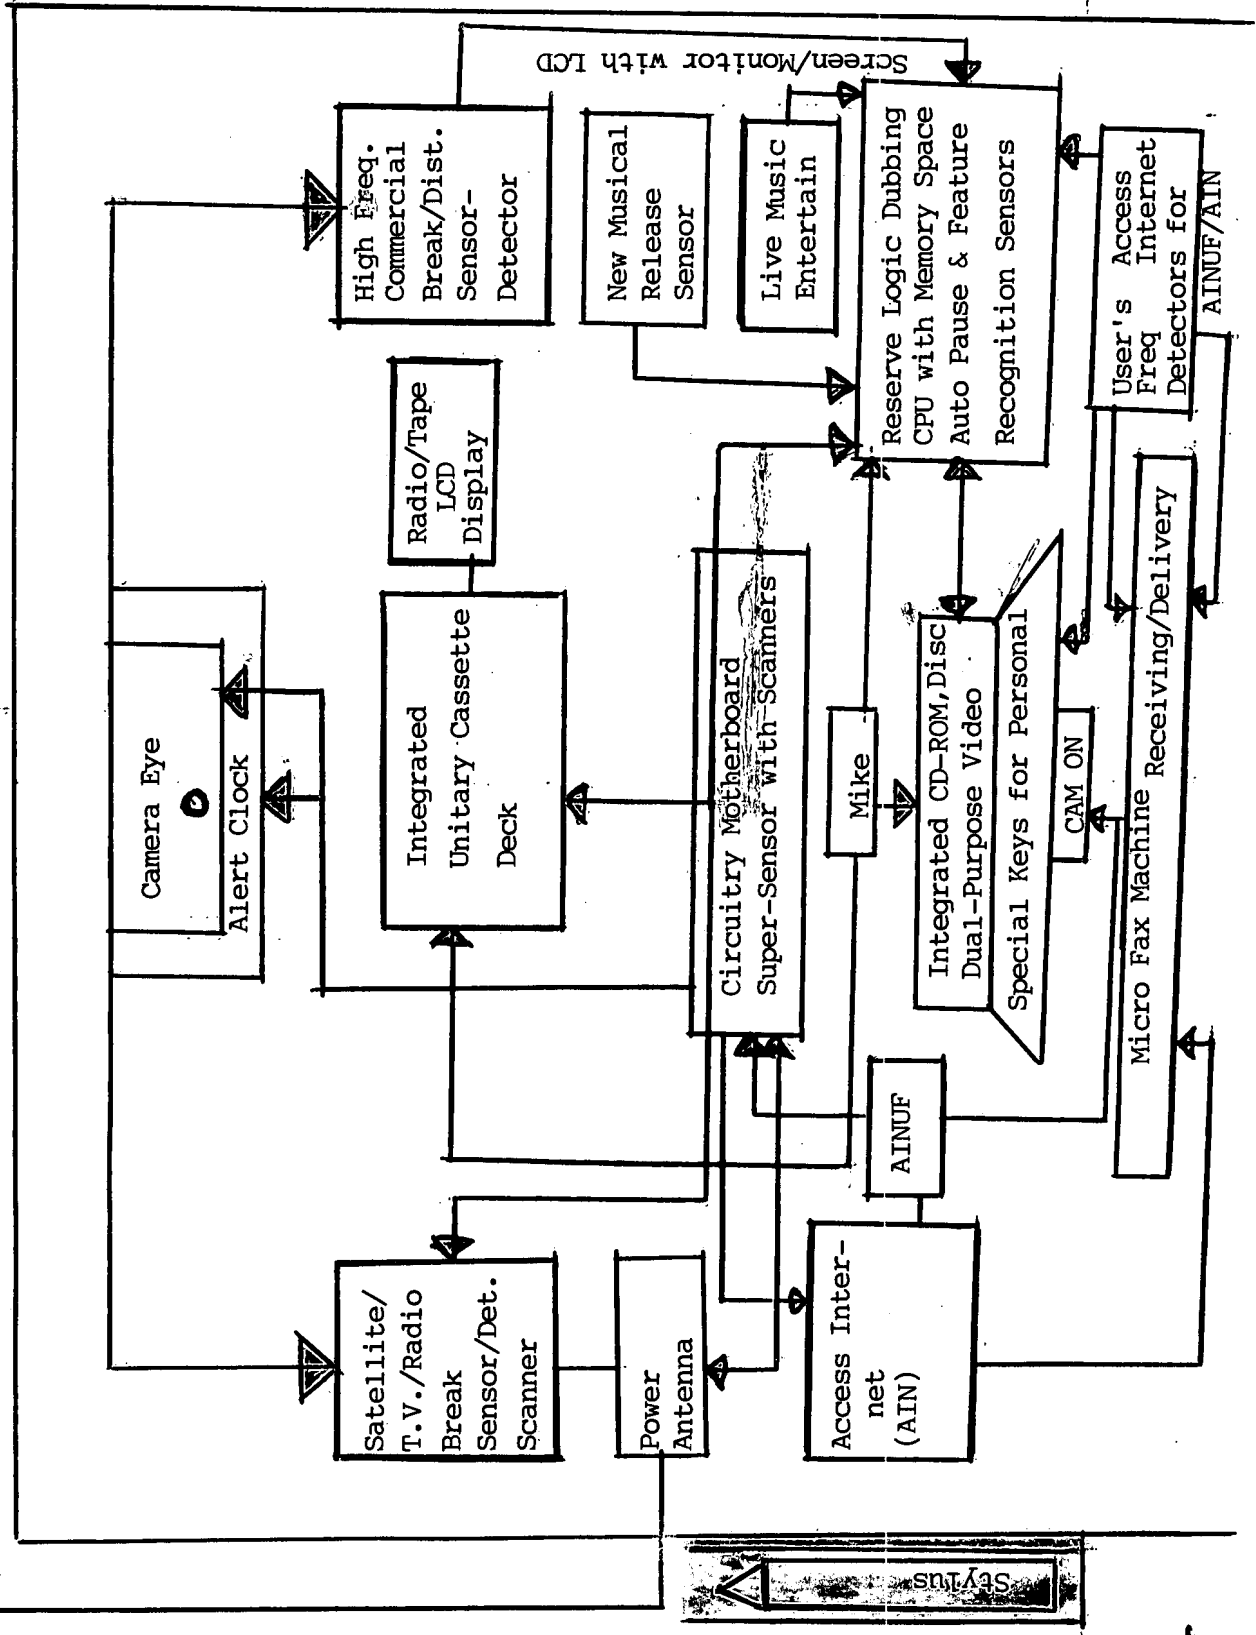 Camera Eye
Alert Clock
Satellite/
T.V./Radio
Break
Sensor/Det.
Scanner
Integrated
Unitary Cassette
Deck
Radio/Tape
LCD
Display
High Freq.
Commercial
Break/Dist.
Sensor-
Detector
Power
Antenna
Circuitry Motherboard
Super-Sensor with Scanners
New Musical
Release
Sensor
Live Music
Entertain
Screen/Monitor with LCD
Access Inter-
net
(AIN)
AINUF
Mike
Integrated CD-ROM,Disc
Dual-Purpose Video
Special Keys for Personal
CAM ON
Reserve Logic Dubbing
CPU with Memory Space
Auto Pause & Feature
Recognition Sensors
User's Access
Freq Internet
Detectors for
AINUF/AIN
Micro Fax Machine Receiving/Delivery
Stylus